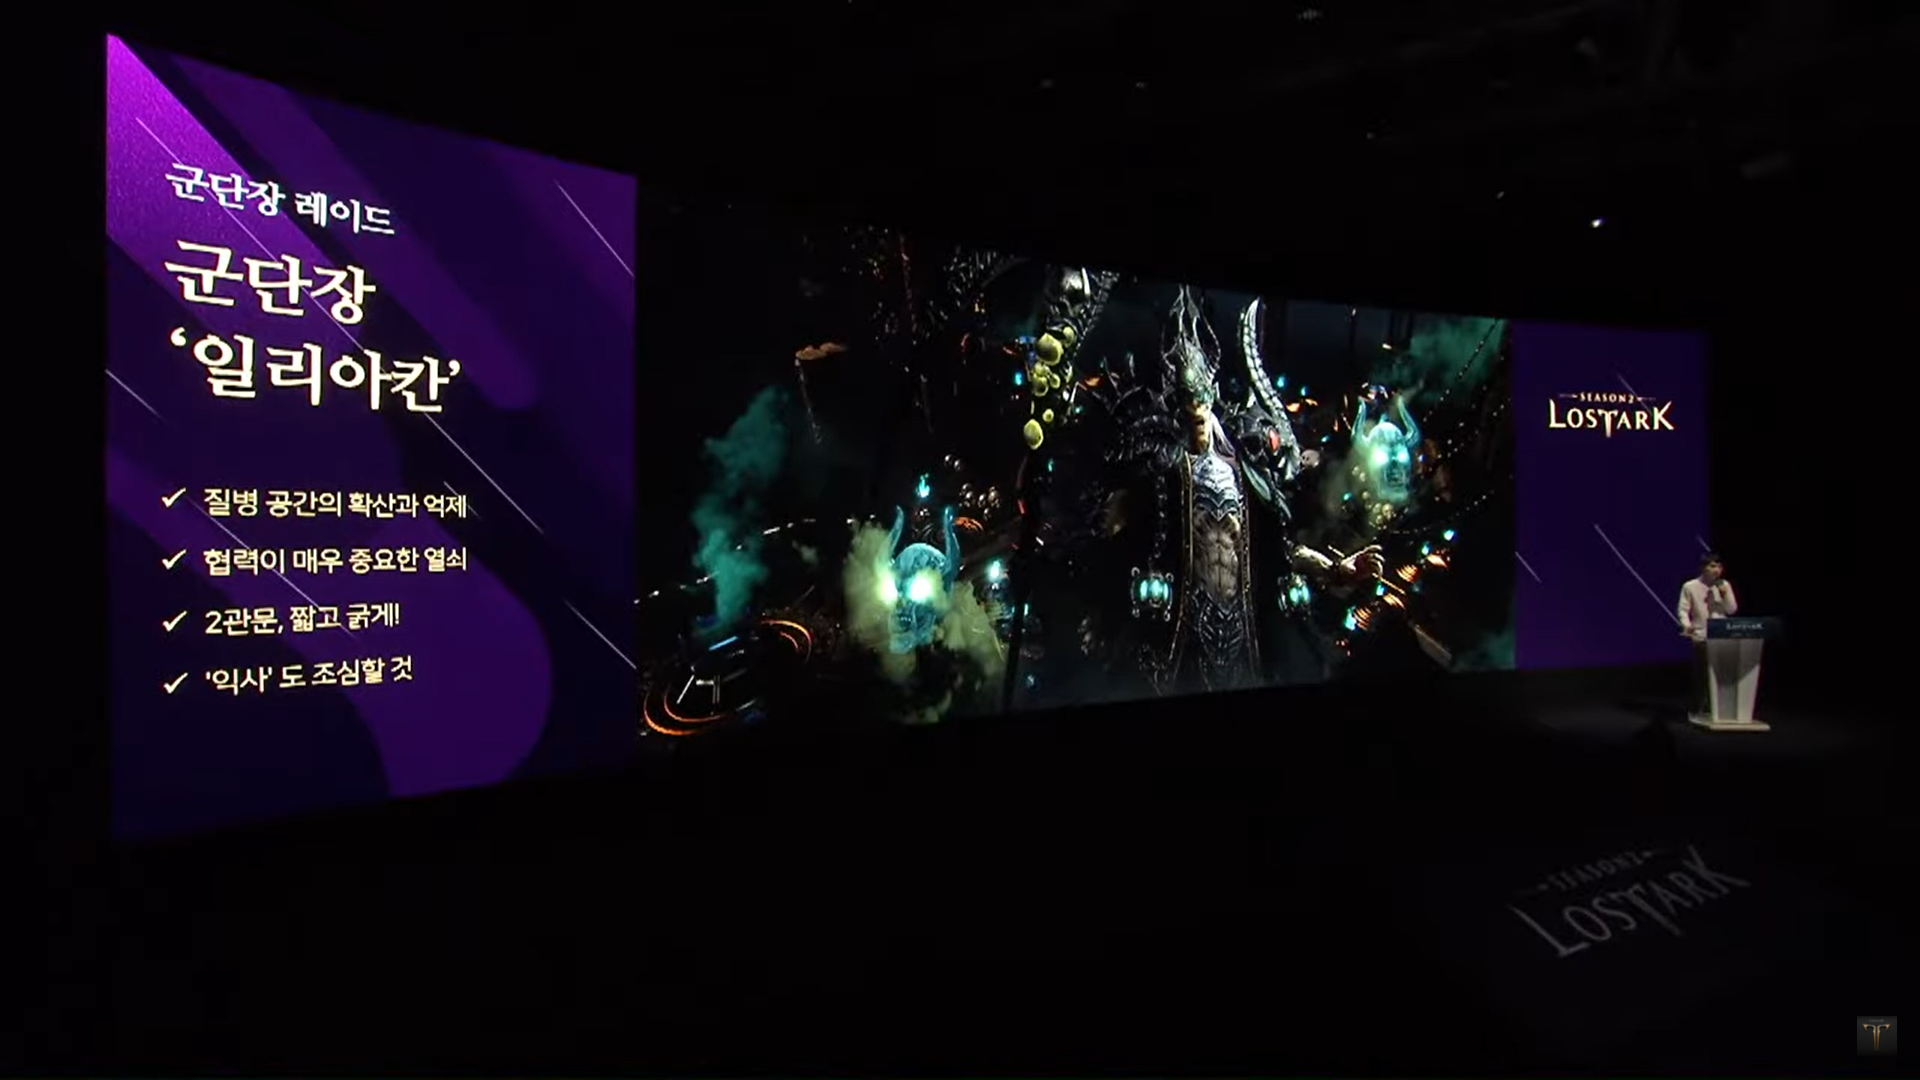 군단장 레이드
군단장
‘일리아칸’
✓ 질병 공간의 확산과 억제
✓ 협력이 매우 중요한 열쇠
✓ 2관문, 짧고 굵게!
✓ '익사' 도 조심할 것
SEASON2
LOSTARK
LOSTARK
SEASON2
LOSTARK